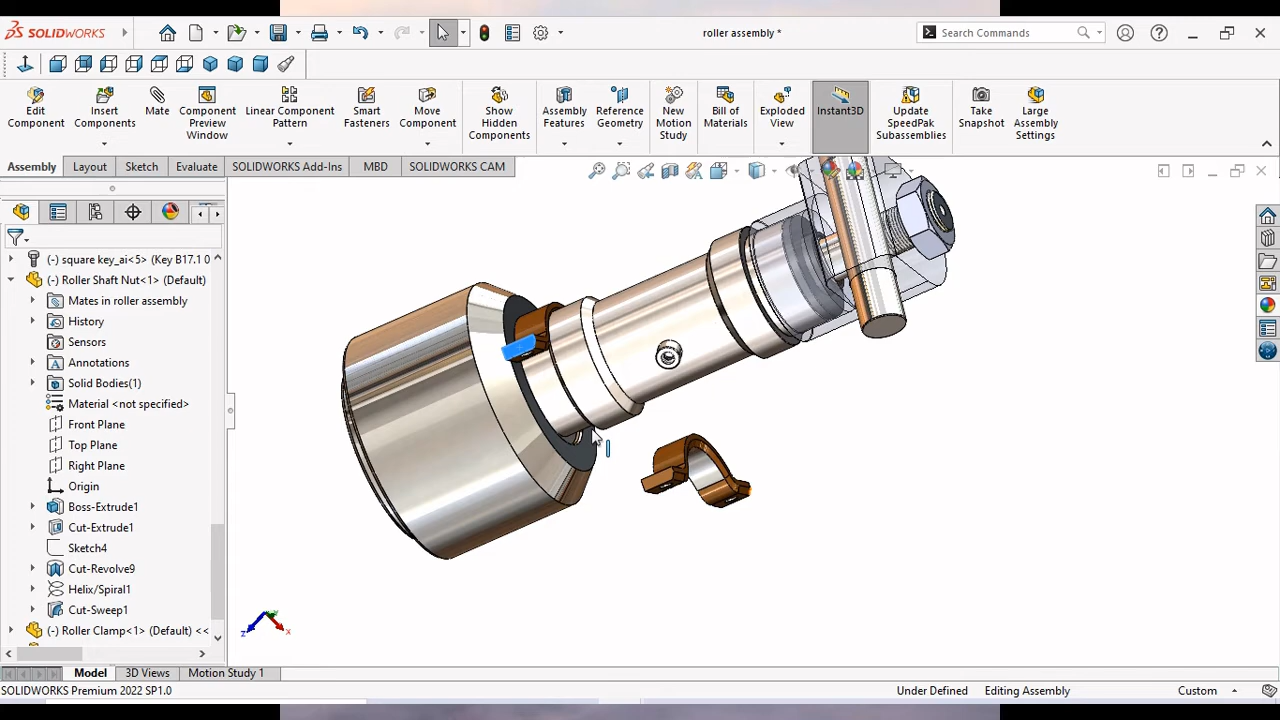 SOLIDWORKS
roller assembly *
Search Commands
Edit Component
Insert Components
Mate
Component Preview Window
Linear Component Pattern
Smart Fasteners
Move Component
Show Hidden Components
Assembly Features
Reference Geometry
New Motion Study
Bill of Materials
Exploded View
Instant3D
Update SpeedPak Subassemblies
Take Snapshot
Large Assembly Settings
Assembly
Layout
Sketch
Evaluate
SOLIDWORKS Add-Ins
MBD
SOLIDWORKS CAM
(-) square key_ai<5> (Key B17.1 0
(-) Roller Shaft Nut<1> (Default)
Mates in roller assembly
History
Sensors
Annotations
Solid Bodies(1)
Material <not specified>
Front Plane
Top Plane
Right Plane
Origin
Boss-Extrude1
Cut-Extrude1
Sketch4
Cut-Revolve9
Helix/Spiral1
Cut-Sweep1
(-) Roller Clamp<1> (Default) <<
Z
X
Model
3D Views
Motion Study 1
SOLIDWORKS Premium 2022 SP1.0
Under Defined
Editing Assembly
Custom